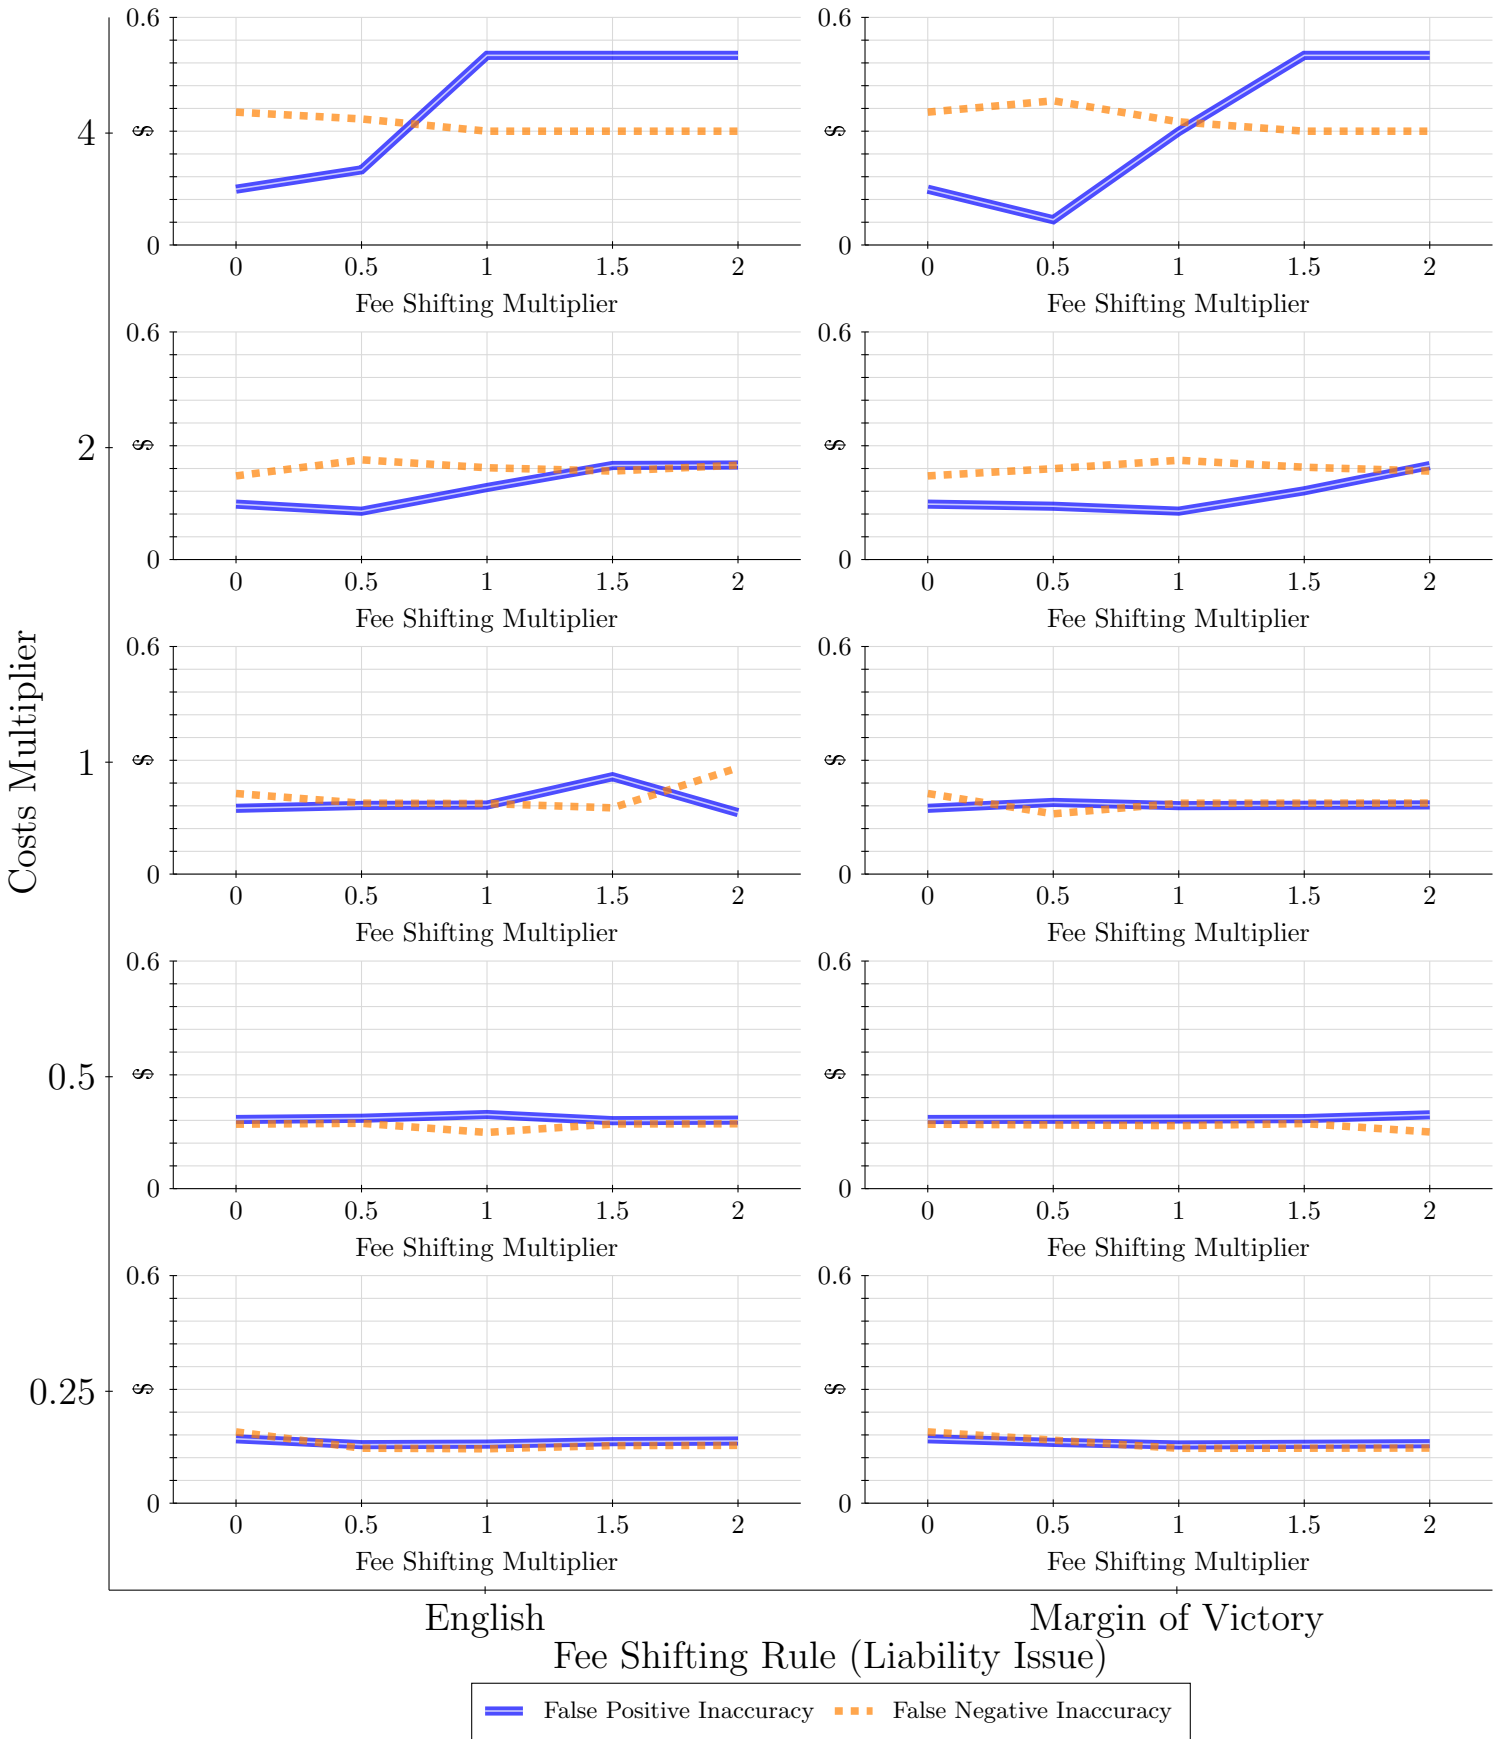 0.6
$
0
0 0.5 1 1.5 2
Fee Shifting Multiplier
0.6
$
0
0 0.5 1 1.5 2
Fee Shifting Multiplier
4
0.6
$
0
0 0.5 1 1.5 2
Fee Shifting Multiplier
0.6
$
0
0 0.5 1 1.5 2
Fee Shifting Multiplier
2
0.6
$
0
0 0.5 1 1.5 2
Fee Shifting Multiplier
0.6
$
0
0 0.5 1 1.5 2
Fee Shifting Multiplier
1
Costs Multiplier
0.6
$
0
0 0.5 1 1.5 2
Fee Shifting Multiplier
0.6
$
0
0 0.5 1 1.5 2
Fee Shifting Multiplier
0.5
0.6
$
0
0 0.5 1 1.5 2
Fee Shifting Multiplier
0.6
$
0
0 0.5 1 1.5 2
Fee Shifting Multiplier
0.25
English Margin of Victory
Fee Shifting Rule (Liability Issue)
False Positive Inaccuracy False Negative Inaccuracy